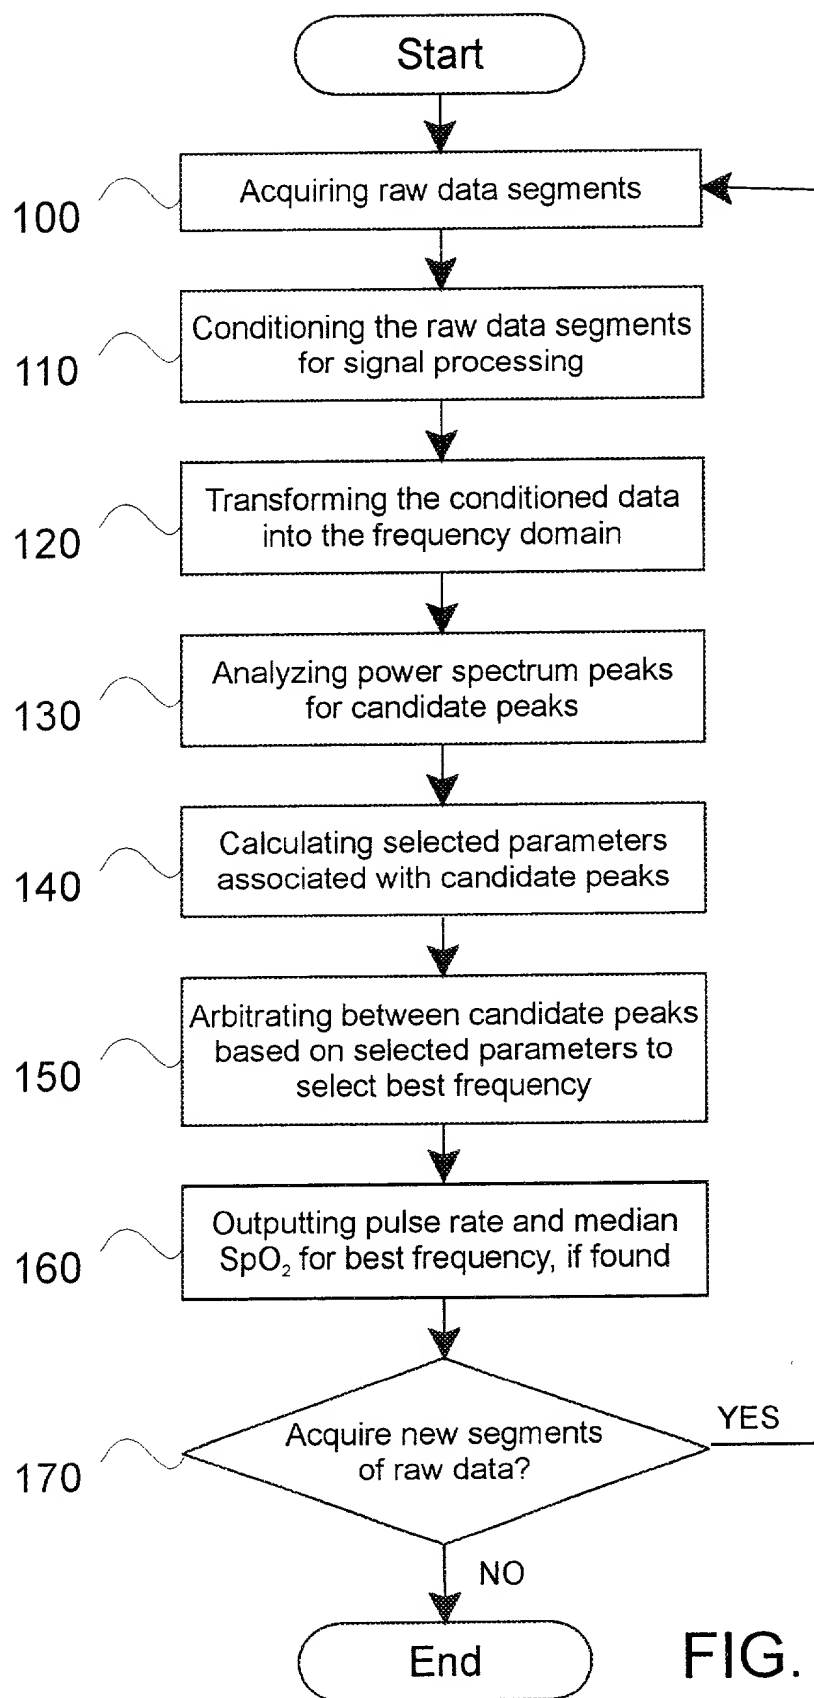 Start
100
Acquiring raw data segments
110
Conditioning the raw data segments
for signal processing
120
Transforming the conditioned data
into the frequency domain
130
Analyzing power spectrum peaks
for candidate peaks
140
Calculating selected parameters
associated with candidate peaks
150
Arbitrating between candidate peaks
based on selected parameters to
select best frequency
160
Outputting pulse rate and median
SpO₂ for best frequency, if found
170
Acquire new segments
of raw data?
YES
NO
End
FIG.